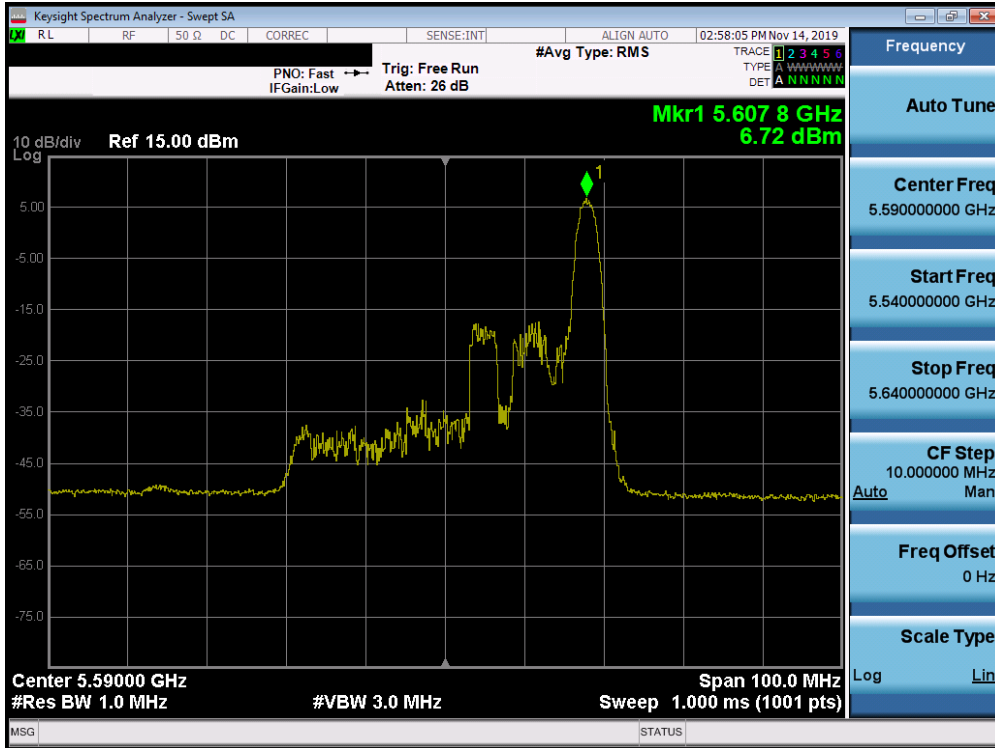 Keysight Spectrum Analyzer - Swept SA
LXI RL RF 50 Ω DC CORREC SENSE:INT ALIGN AUTO 02:58:05 PM Nov 14, 2019
#Avg Type: RMS
TRACE 1 2 3 4 5 6
PNO: Fast Trig: Free Run
TYPE A WWWWW
IFGain:Low Atten: 26 dB
DET A N N N N N
Mkr1 5.607 8 GHz
6.72 dBm
10 dB/div Ref 15.00 dBm
Log
1
5.00
-5.00
-15.0
-25.0
-35.0
-45.0
-55.0
-65.0
-75.0
Center 5.59000 GHz Span 100.0 MHz
#Res BW 1.0 MHz #VBW 3.0 MHz Sweep 1.000 ms (1001 pts)
MSG STATUS
Frequency
Auto Tune
Center Freq
5.590000000 GHz
Start Freq
5.540000000 GHz
Stop Freq
5.640000000 GHz
CF Step
10.000000 MHz
Auto Man
Freq Offset
0 Hz
Scale Type
Log Lin